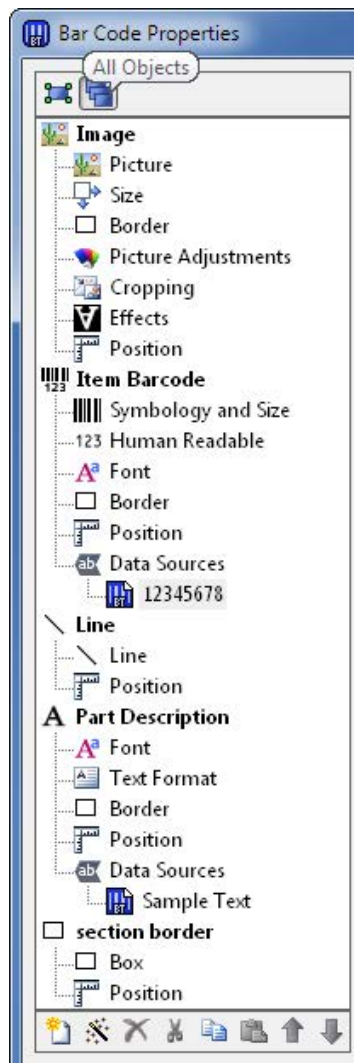 Bar Code Properties
All Objects
Image
Picture
Size
Border
Picture Adjustments
Cropping
Effects
Position
Item Barcode
Symbology and Size
123 Human Readable
Font
Border
Position
Data Sources
12345678
Line
Line
Position
Part Description
Font
Text Format
Border
Position
Data Sources
Sample Text
section border
Box
Position